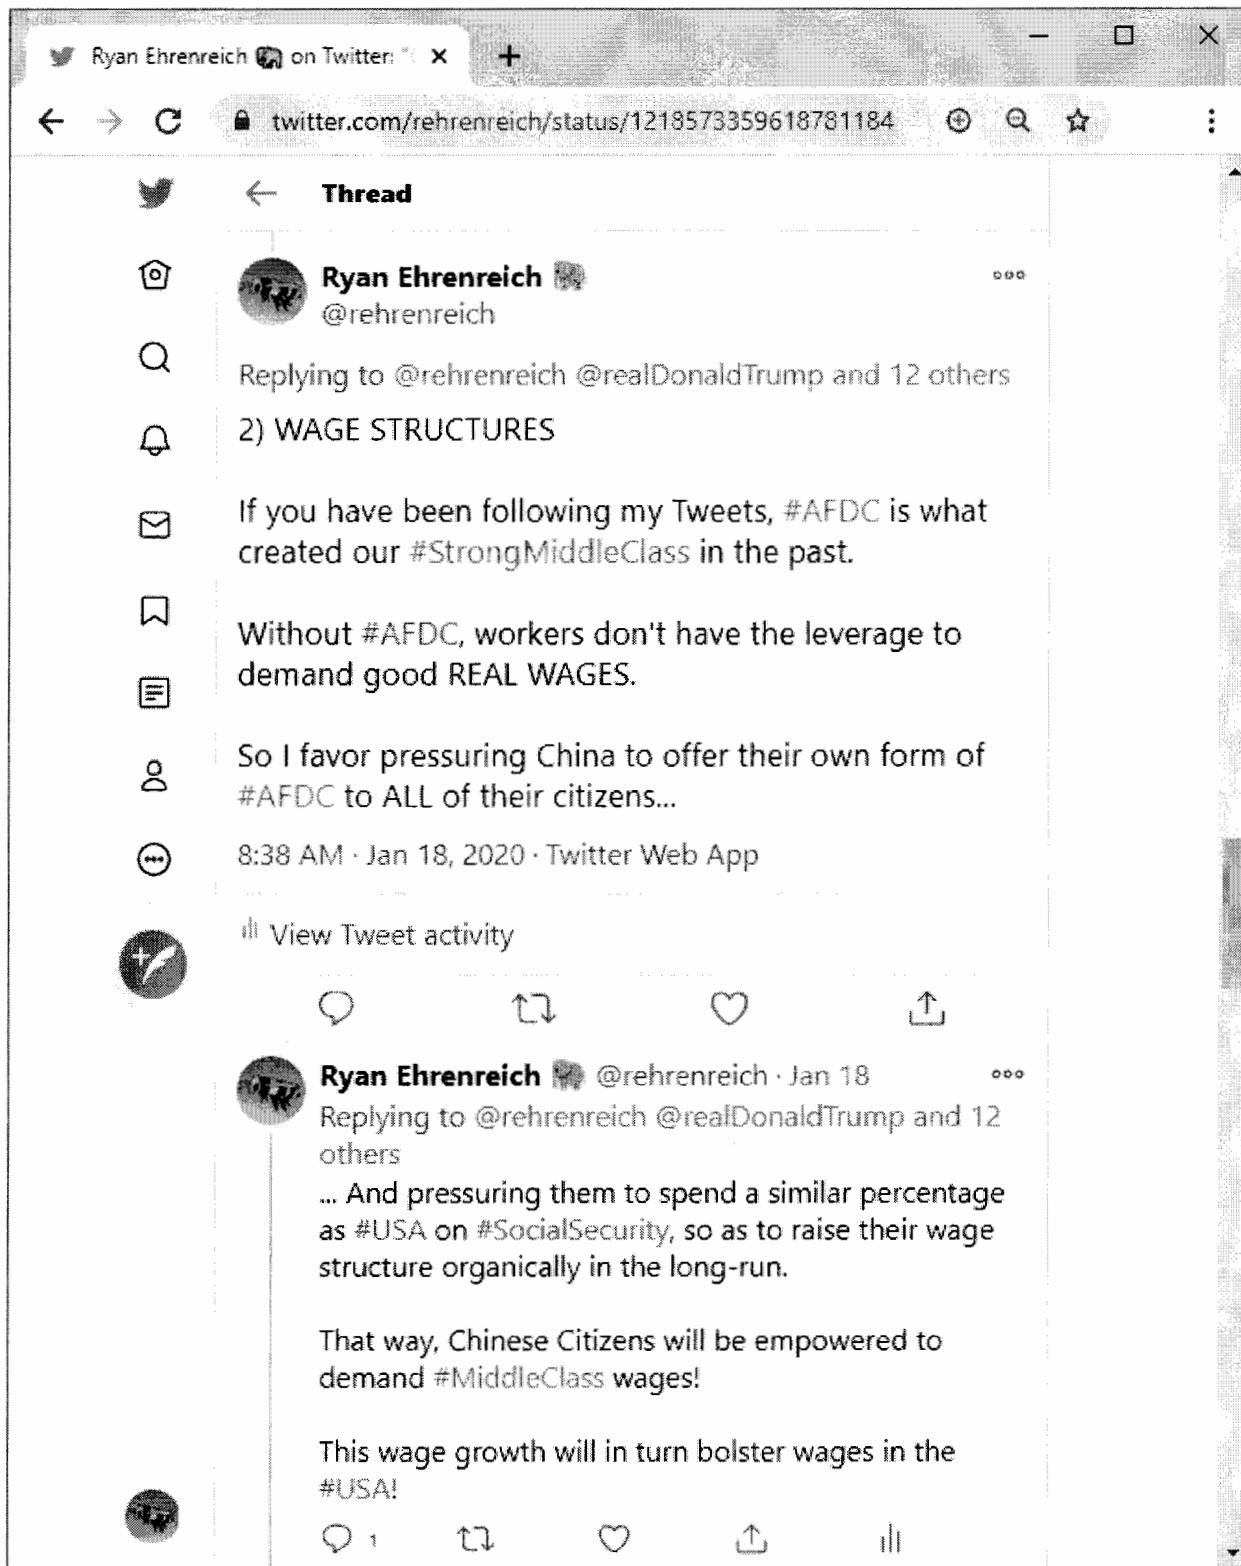 Ryan Ehrenreich on Twitter: "
twitter.com/rehrenreich/status/1218573359618781184
Thread
Ryan Ehrenreich
@rehrenreich
Replying to @rehrenreich @realDonaldTrump and 12 others
2) WAGE STRUCTURES
If you have been following my Tweets, #AFDC is what
created our #StrongMiddleClass in the past.
Without #AFDC, workers don't have the leverage to
demand good REAL WAGES.
So I favor pressuring China to offer their own form of
#AFDC to ALL of their citizens...
8:38 AM · Jan 18, 2020 · Twitter Web App
View Tweet activity
Ryan Ehrenreich @rehrenreich · Jan 18
Replying to @rehrenreich @realDonaldTrump and 12
others
... And pressuring them to spend a similar percentage
as #USA on #SocialSecurity, so as to raise their wage
structure organically in the long-run.
That way, Chinese Citizens will be empowered to
demand #MiddleClass wages!
This wage growth will in turn bolster wages in the
#USA!
1